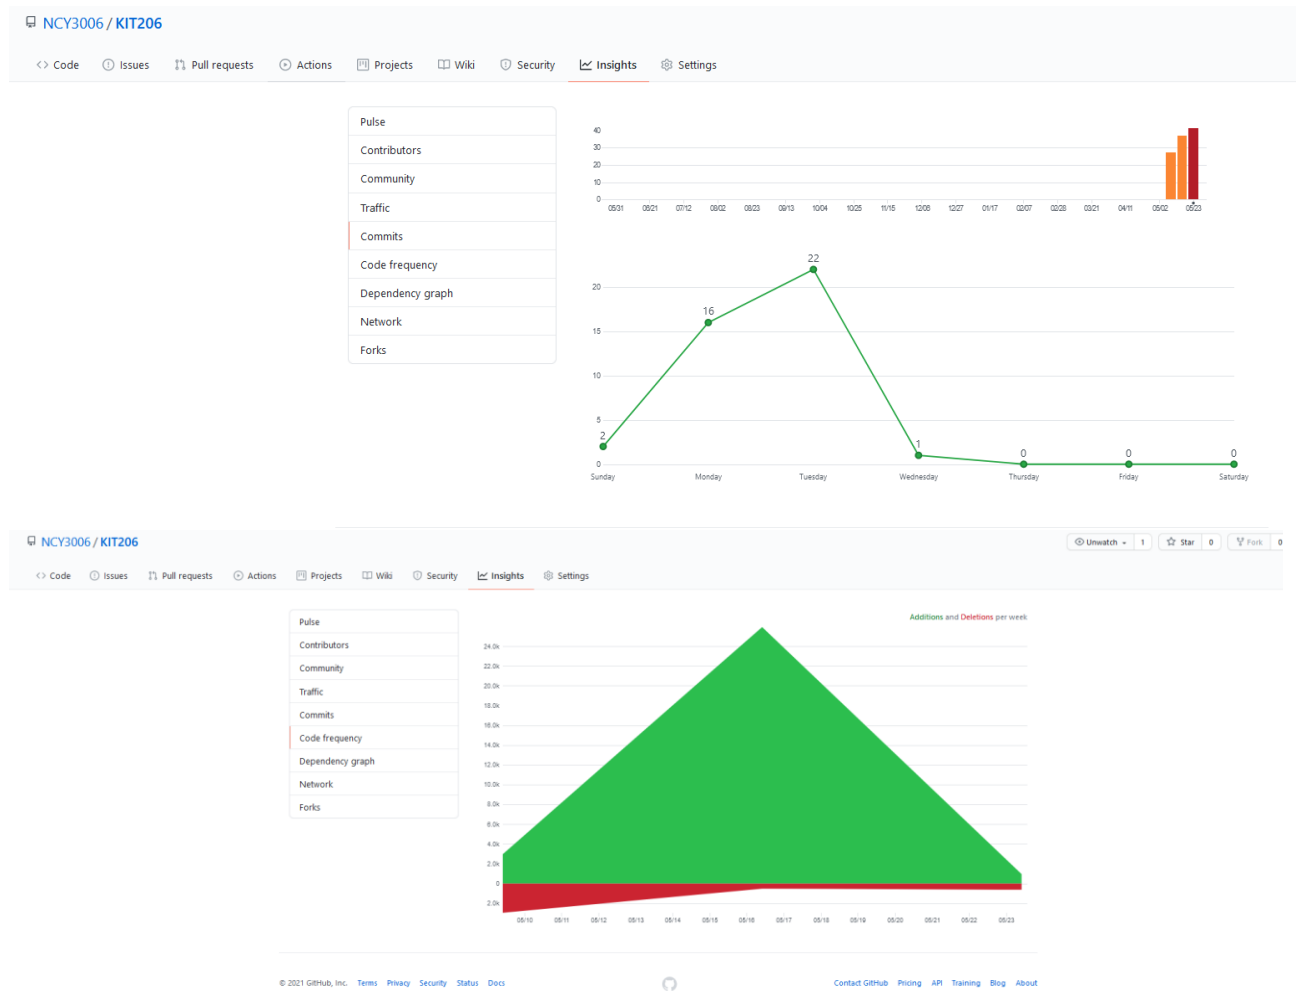 NCY3006 / KIT206
Code Issues Pull requests Actions Projects Wiki Security Insights Settings
Pulse
Contributors
Community
Traffic
Commits
Code frequency
Dependency graph
Network
Forks
40
30
20
10
0
05/31 06/21 07/12 08/02 08/23 09/13 10/04 10/25 11/15 12/06 12/27 01/17 02/07 02/28 03/21 04/11 05/02 05/23
22
20
16
15
10
5
2
1
0 0 0
0
Sunday Monday Tuesday Wednesday Thursday Friday Saturday
NCY3006 / KIT206
Unwatch 1 Star 0 Fork 0
Code Issues Pull requests Actions Projects Wiki Security Insights Settings
Pulse
Contributors
Community
Traffic
Commits
Code frequency
Dependency graph
Network
Forks
Additions and Deletions per week
24.0k
22.0k
20.0k
18.0k
16.0k
14.0k
12.0k
10.0k
8.0k
6.0k
4.0k
2.0k
0
2.0k
05/10 05/11 05/12 05/13 05/14 05/15 05/16 05/17 05/18 05/19 05/20 05/21 05/22 05/23
© 2021 GitHub, Inc. Terms Privacy Security Status Docs
Contact GitHub Pricing API Training Blog About